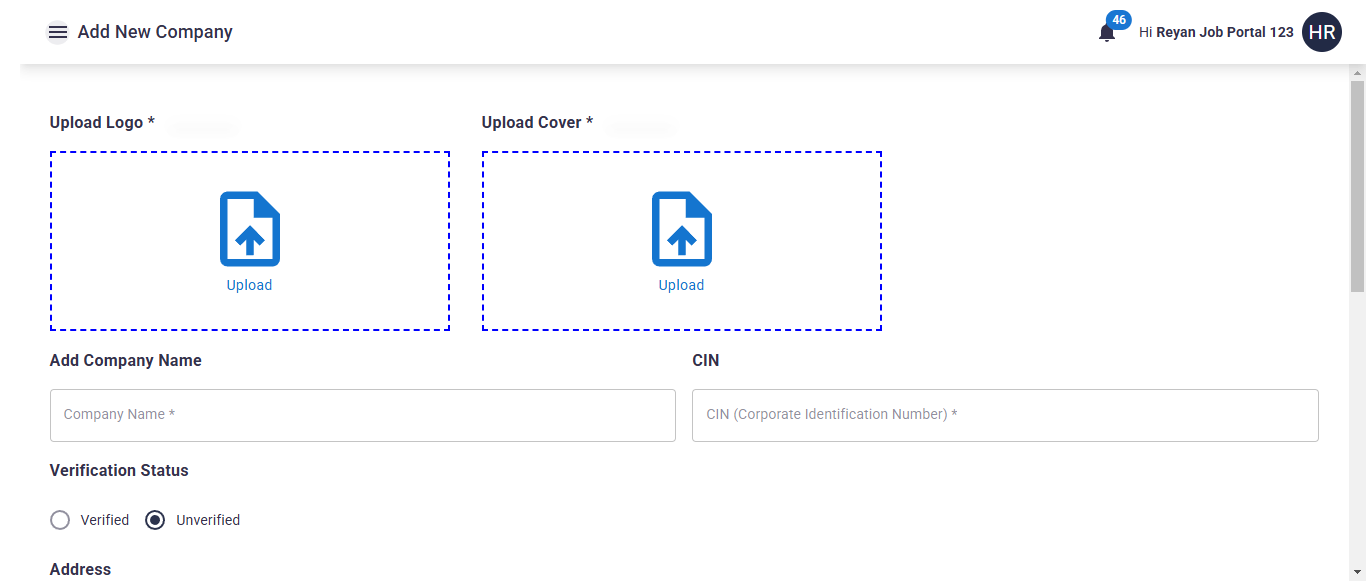 Add New Company
46
Hi Reyan Job Portal 123
HR
Upload Logo *
Upload Cover *
Upload
Upload
Add Company Name
CIN
Company Name *
CIN (Corporate Identification Number) *
Verification Status
Verified
Unverified
Address